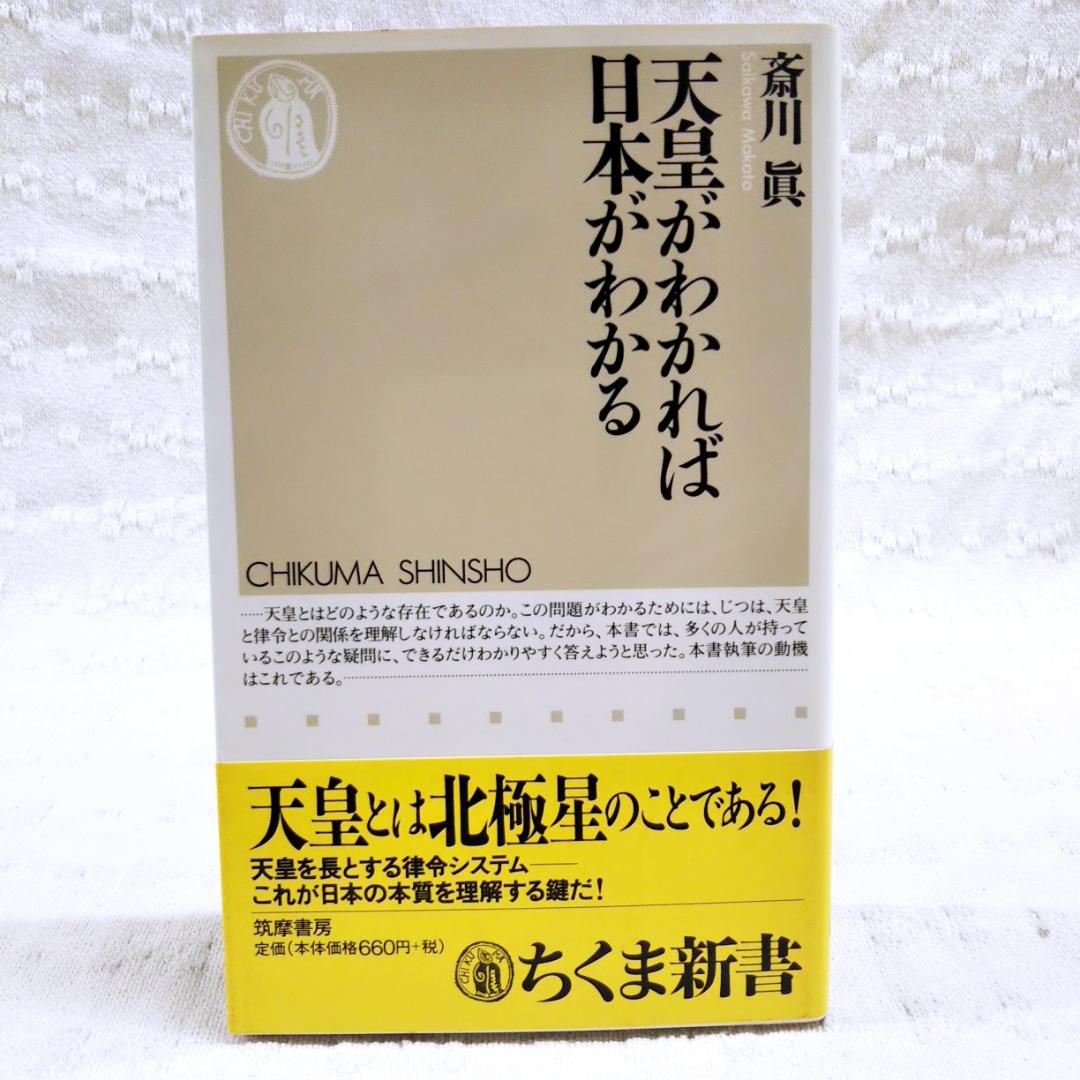 斎川 眞
Saikawa Makoto
天皇がわかれば
日本がわかる
CHIKUMA
CHIKUMA SHINSHO
……天皇とはどのような存在であるのか。この問題がわかるためには、じつは、天皇
と律令との関係を理解しなければならない。だから、本書では、多くの人が持って
いるこのような疑問に、できるだけわかりやすく答えようと思った。本書執筆の動機
はこれである。……
天皇とは北極星のことである!
天皇を長とする律令システム――
これが日本の本質を理解する鍵だ!
筑摩書房
定価(本体価格660円+税)
CHIKUMA
ちくま新書